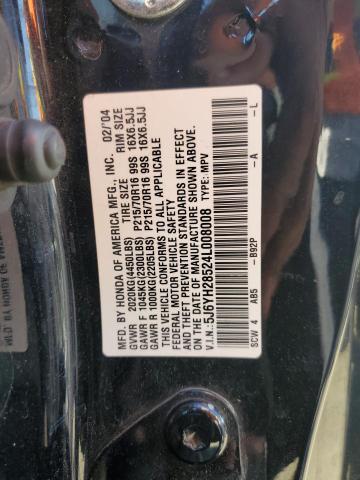 MFD. BY HONDA OF AMERICA MFG., INC. 02/'04
TIRE SIZE RIM SIZE
GVWR 2020KG(4450LBS)
GAWR F 1045KG(2300LBS) P215/70R16 99S 16X6.5JJ
GAWR R 1000KG(2205LBS) P215/70R16 99S 16X6.5JJ
THIS VEHICLE CONFORMS TO ALL APPLICABLE
FEDERAL MOTOR VEHICLE SAFETY
AND THEFT PREVENTION STANDARDS IN EFFECT
ON THE DATE OF MANUFACTURE SHOWN ABOVE.
V.I.N.: 5J6YH28524L008008 TYPE: MPV
SCW 4 AB5 -B92P -A -L